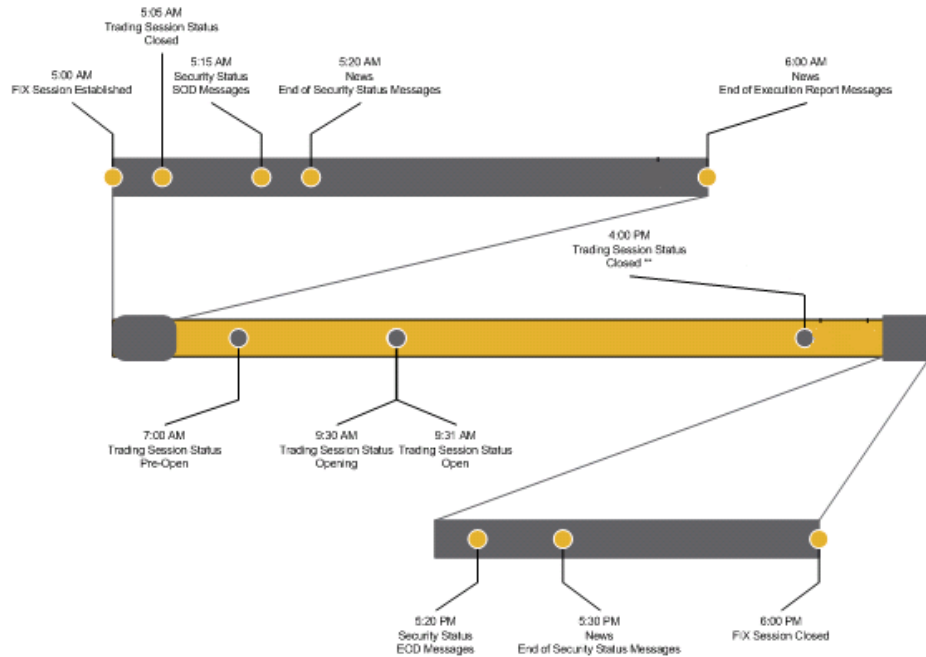 5:05 AM
Trading Session Status
Closed
5:00 AM
FIX Session Established
5:15 AM
Security Status
SOD Messages
5:20 AM
News
End of Security Status Messages
6:00 AM
News
End of Execution Report Messages
4:00 PM
Trading Session Status
Closed **
7:00 AM
Trading Session Status
Pre-Open
9:30 AM
Trading Session Status
Opening
9:31 AM
Trading Session Status
Open
5:20 PM
Security Status
EOD Messages
5:30 PM
News
End of Security Status Messages
6:00 PM
FIX Session Closed